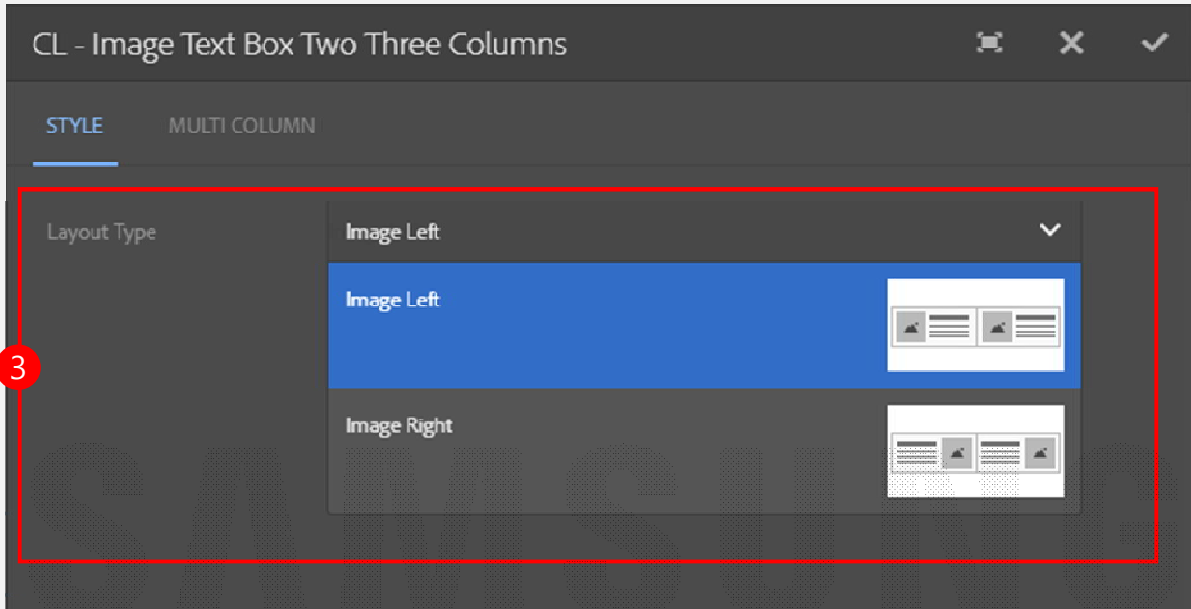 CL - Image Text Box Two Three Columns
STYLE MULTI COLUMN
Layout Type Image Left
Image Left
3
Image Right
SAMSUNG